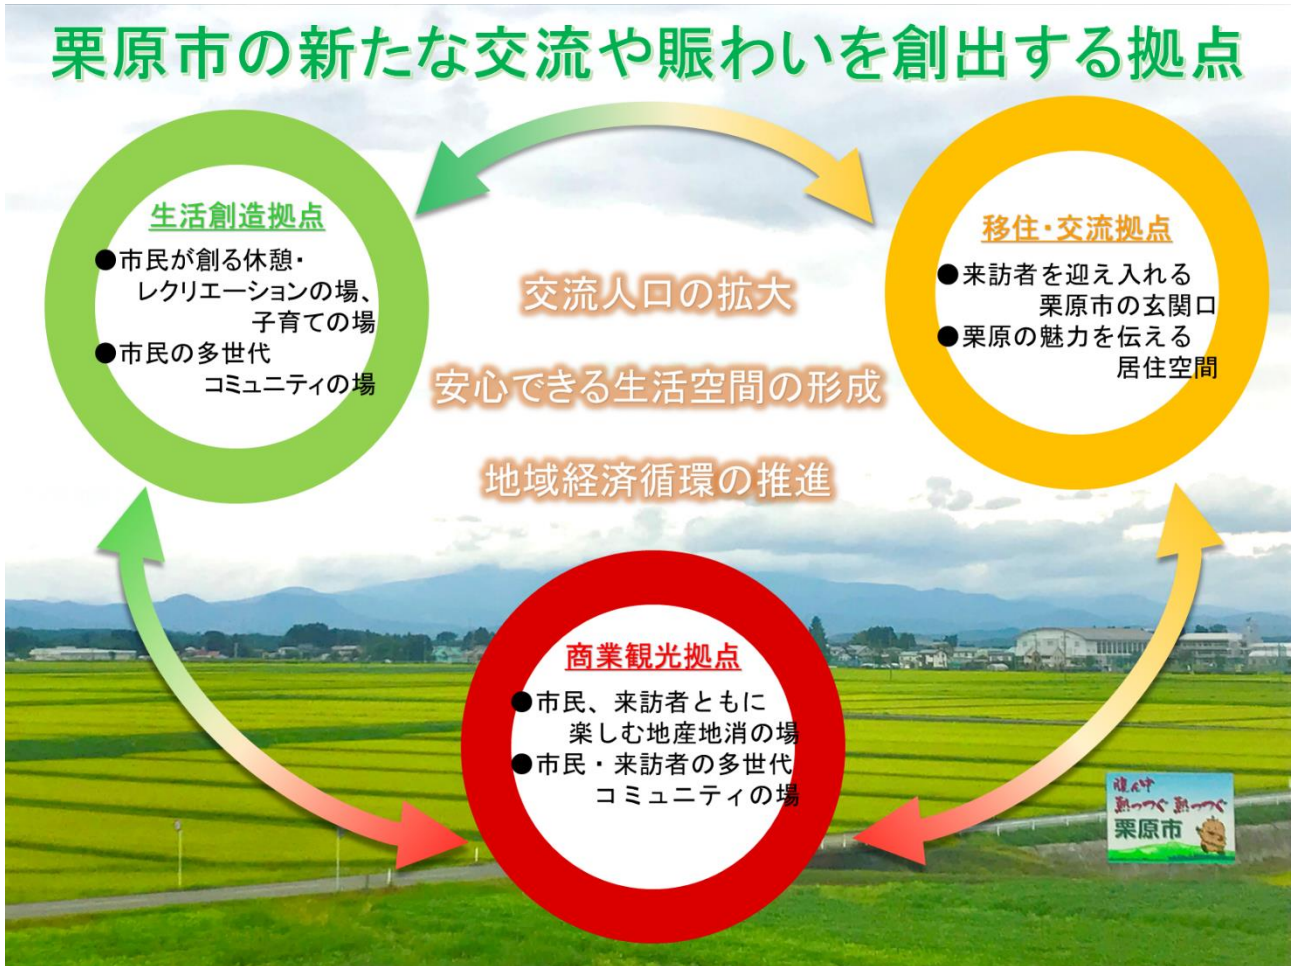 栗原市の新たな交流や賑わいを創出する拠点
生活創造拠点
●市民が創る休憩・
レクリエーションの場、
子育ての場
●市民の多世代
コミュニティの場
移住・交流拠点
●来訪者を迎え入れる
栗原市の玄関口
●栗原の魅力を伝える
居住空間
交流人口の拡大
安心できる生活空間の形成
地域経済循環の推進
商業観光拠点
●市民、来訪者ともに
楽しむ地産地消の場
●市民・来訪者の多世代
コミュニティの場
栗原市